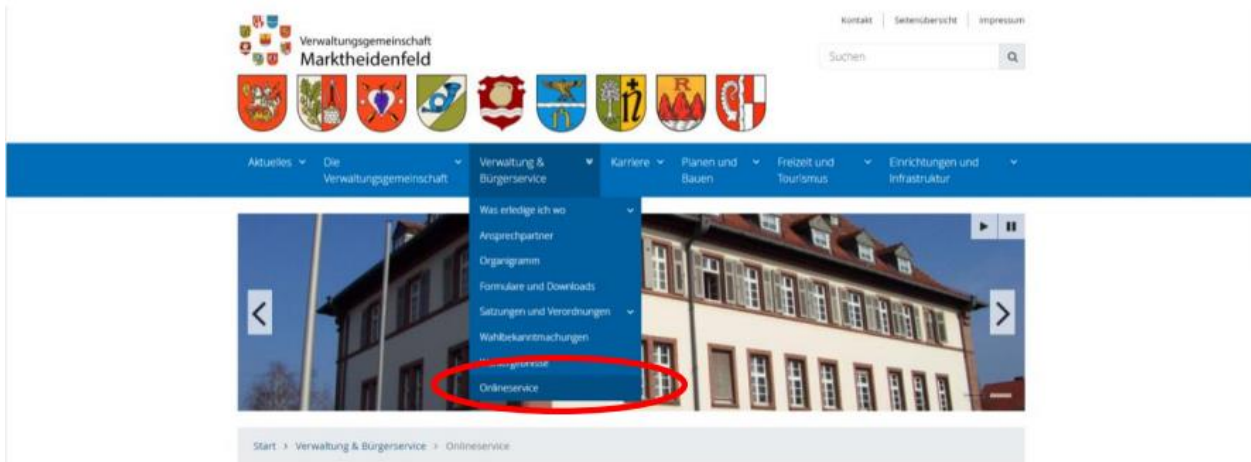 Kontakt Seitenübersicht Impressum
Verwaltungsgemeinschaft
Marktheidenfeld
Suchen
R
n
Aktuelles Die Verwaltungsgemeinschaft Verwaltung & Bürgerservice Karriere Planen und Bauen Freizeit und Tourismus Einrichtungen und Infrastruktur
Was erledige ich wo
Ansprechpartner
Organigramm
Formulare und Downloads
Satzungen und Verordnungen
Wahlbekanntmachungen
Wahlergebnisse
Onlineservice
Start > Verwaltung & Bürgerservice > Onlineservice